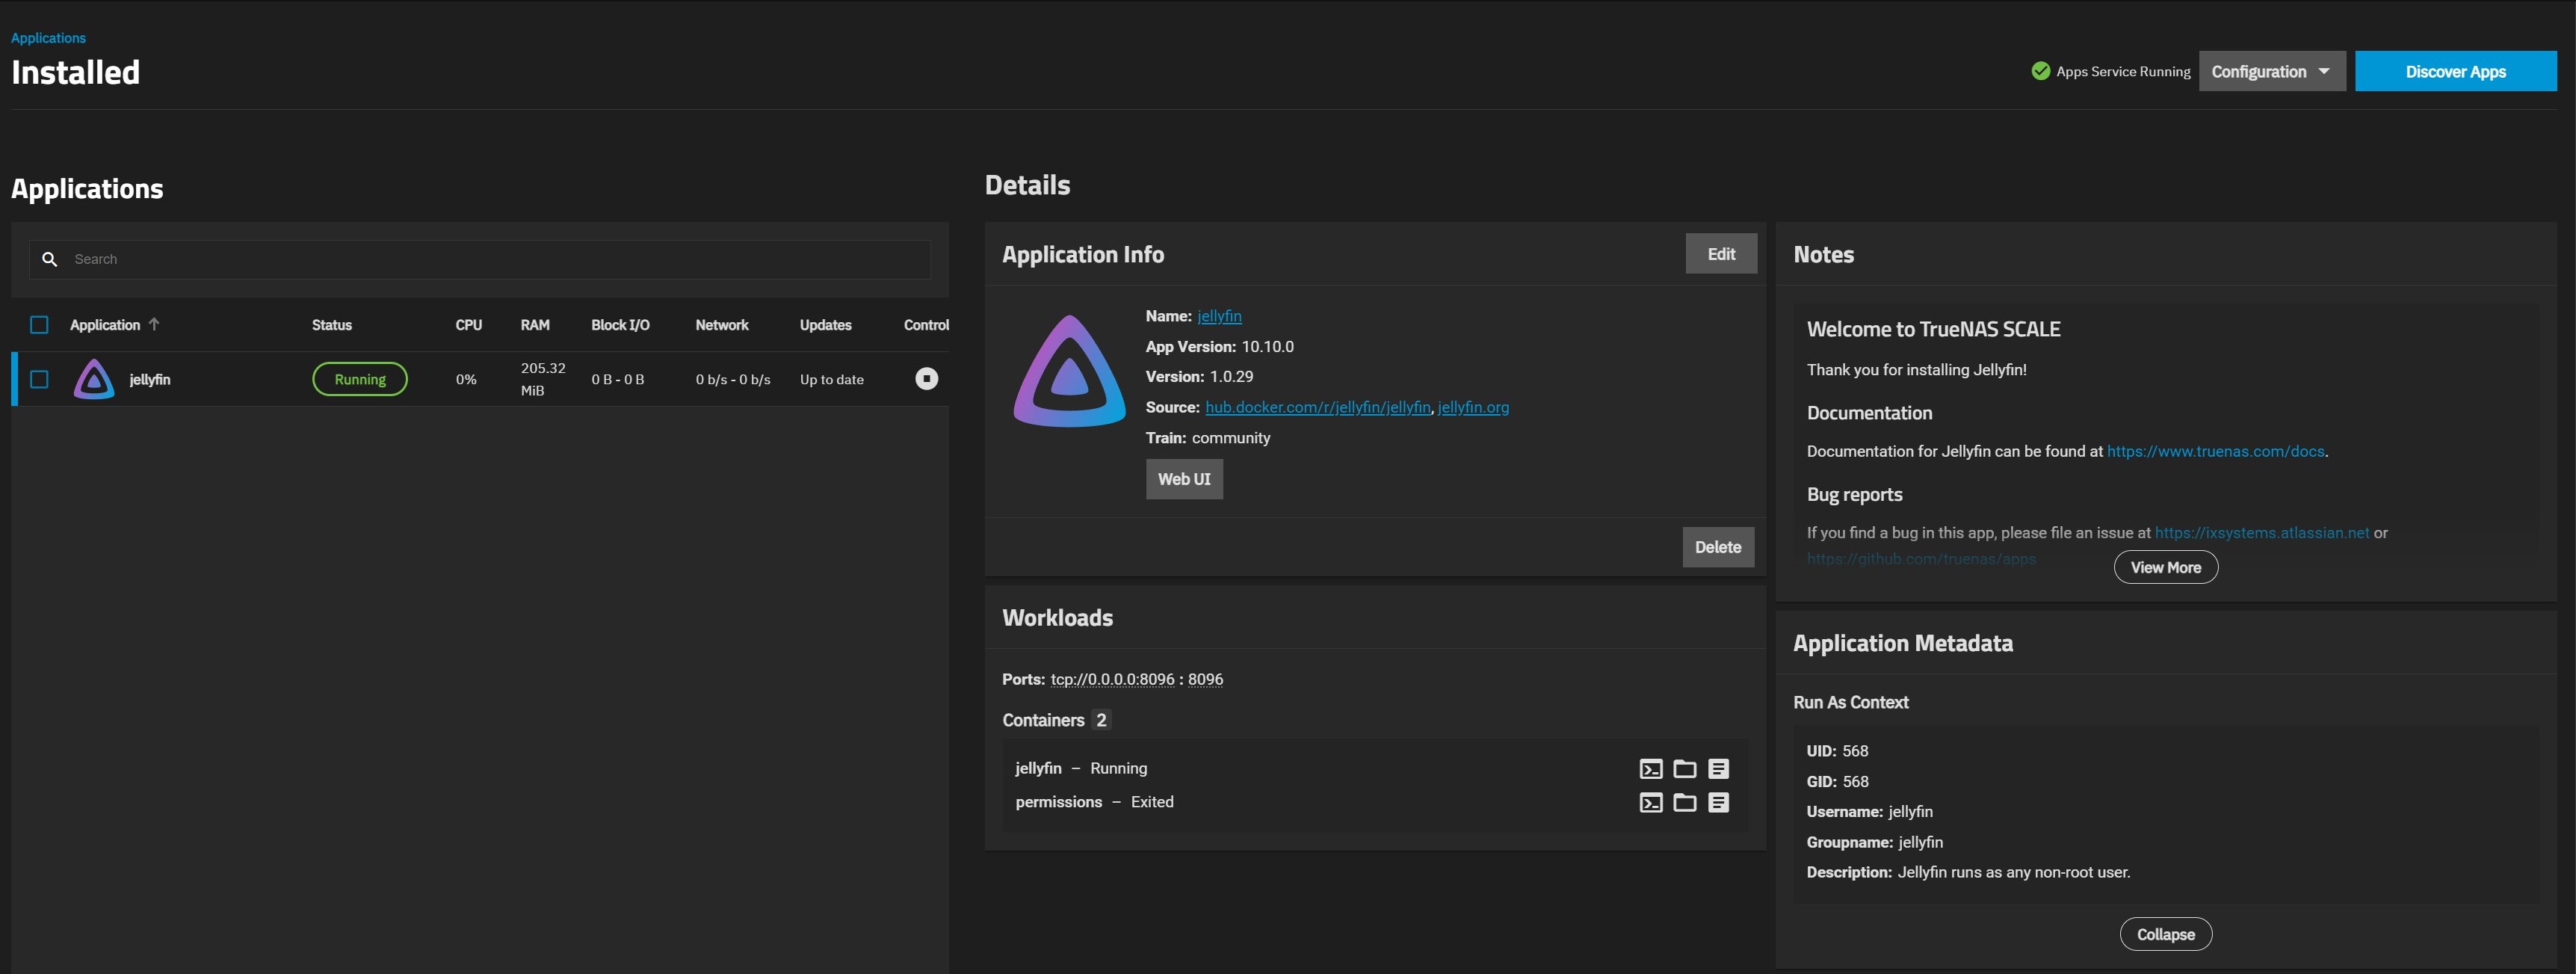 Applications
Installed
Apps Service Running
Configuration
Discover Apps
Applications
Search
Application Status CPU RAM Block I/O Network Updates Control
jellyfin Running 0% 205.32 MiB 0 B - 0 B 0 b/s - 0 b/s Up to date
Details
Application Info
Edit
Name: jellyfin
App Version: 10.10.0
Version: 1.0.29
Source: hub.docker.com/r/jellyfin/jellyfin, jellyfin.org
Train: community
Web UI
Delete
Workloads
Ports: tcp://0.0.0.0:8096 : 8096
Containers 2
jellyfin – Running
permissions – Exited
Notes
Welcome to TrueNAS SCALE
Thank you for installing Jellyfin!
Documentation
Documentation for Jellyfin can be found at https://www.truenas.com/docs.
Bug reports
If you find a bug in this app, please file an issue at https://ixsystems.atlassian.net or
https://github.com/truenas/apps
View More
Application Metadata
Run As Context
UID: 568
GID: 568
Username: jellyfin
Groupname: jellyfin
Description: Jellyfin runs as any non-root user.
Collapse